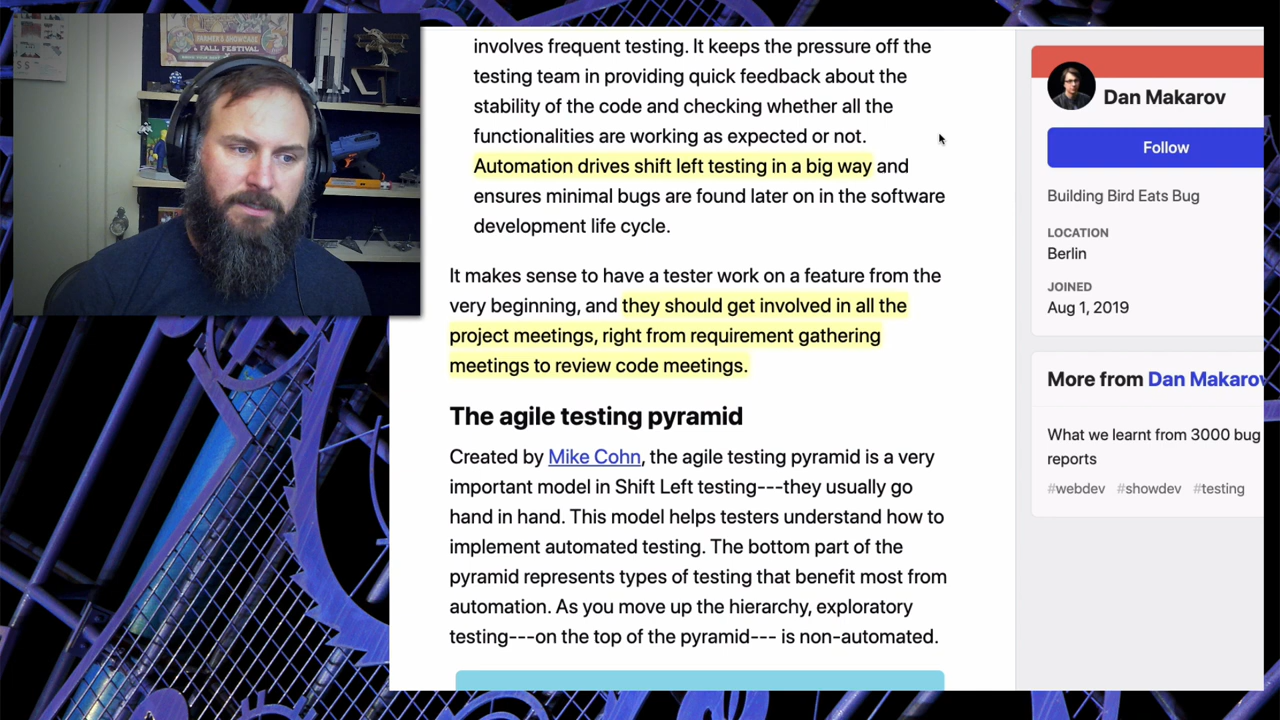 FARMER'S SHOWCASE
FALL FESTIVAL
involves frequent testing. It keeps the pressure off the
testing team in providing quick feedback about the
stability of the code and checking whether all the
functionalities are working as expected or not.
Automation drives shift left testing in a big way and
ensures minimal bugs are found later on in the software
development life cycle.
It makes sense to have a tester work on a feature from the
very beginning, and they should get involved in all the
project meetings, right from requirement gathering
meetings to review code meetings.
The agile testing pyramid
Created by Mike Cohn, the agile testing pyramid is a very
important model in Shift Left testing---they usually go
hand in hand. This model helps testers understand how to
implement automated testing. The bottom part of the
pyramid represents types of testing that benefit most from
automation. As you move up the hierarchy, exploratory
testing---on the top of the pyramid--- is non-automated.
Dan Makarov
Follow
Building Bird Eats Bug
LOCATION
Berlin
JOINED
Aug 1, 2019
More from Dan Makarov
What we learnt from 3000 bug
reports
#webdev #showdev #testing